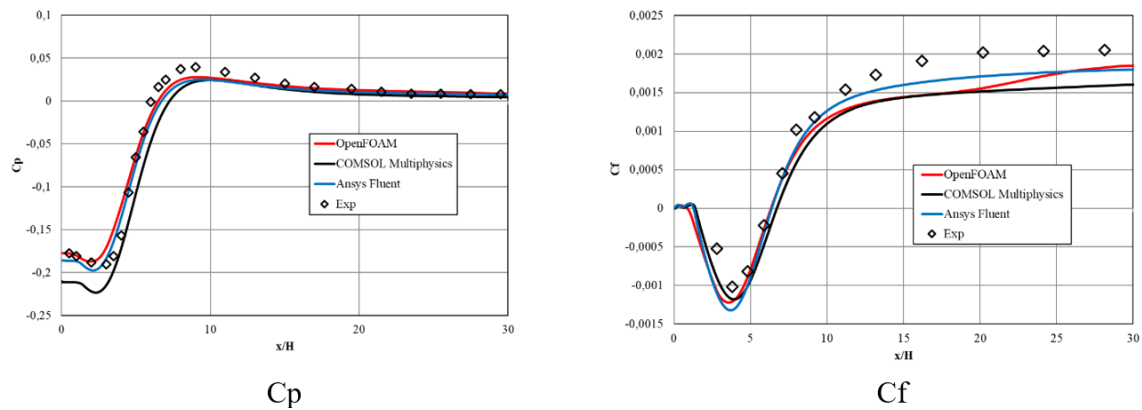 0,1
0,05
0
-0,05
-0,1
-0,15
-0,2
-0,25
Cp
0
10
20
30
x/H
OpenFOAM
COMSOL Multiphysics
Ansys Fluent
Exp
Cp
0,0025
0,002
0,0015
0,001
0,0005
0
-0,0005
-0,001
-0,0015
Cf
0
5
10
15
20
25
30
x/H
OpenFOAM
COMSOL Multiphysics
Ansys Fluent
Exp
Cf